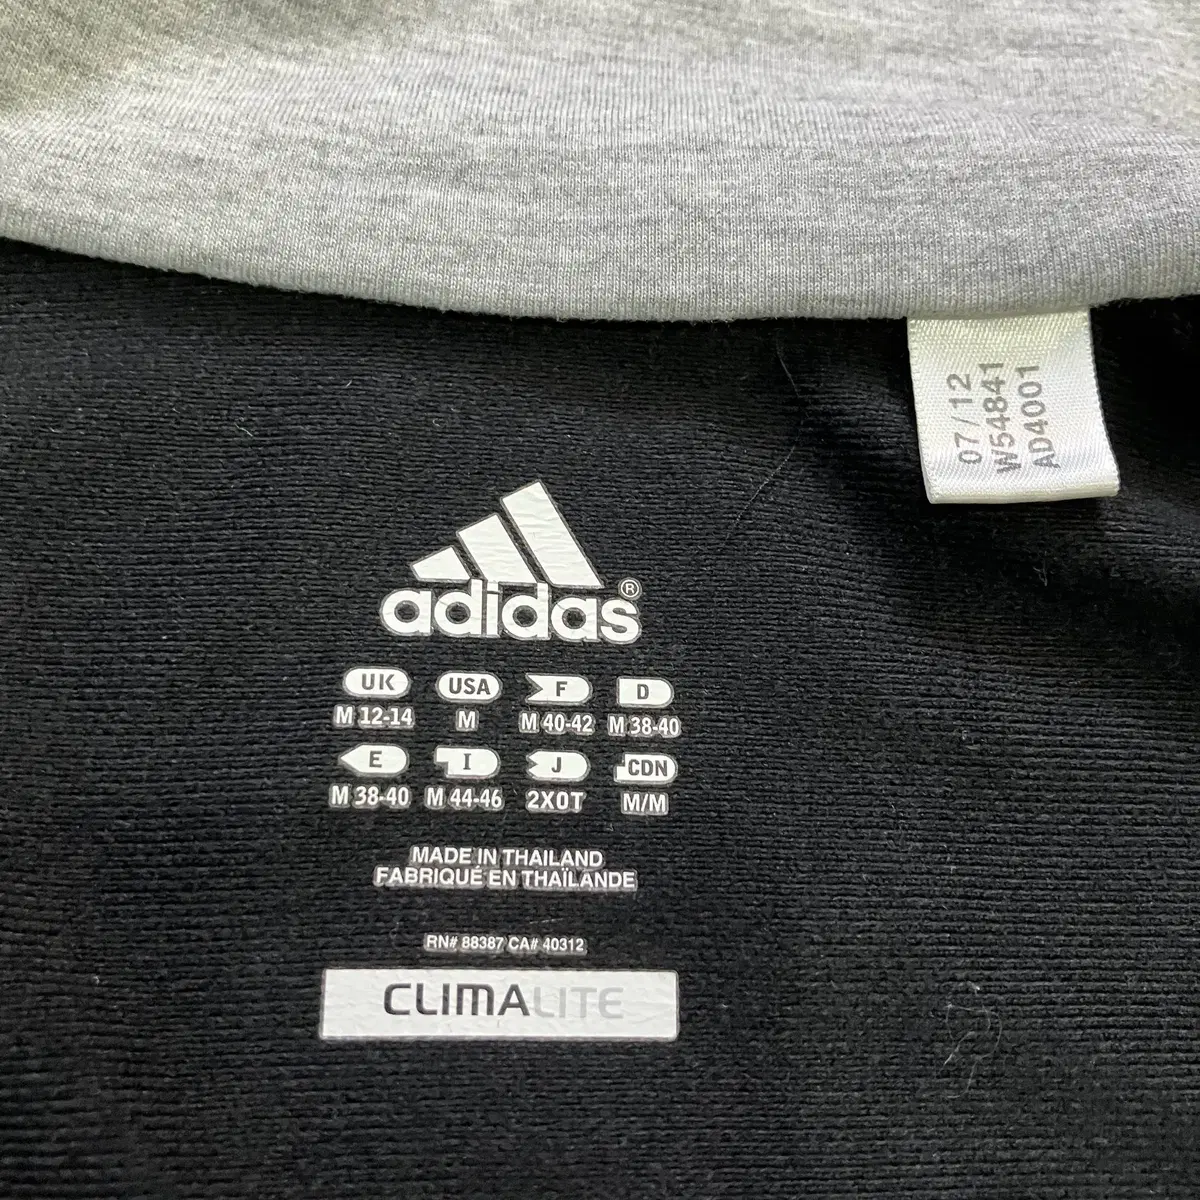 07/12
W54841
AD4001
adidas®
UK USA F D
M 12-14 M M 40-42 M 38-40
E I J CDN
M 38-40 M 44-46 2XOT M/M
MADE IN THAILAND
FABRIQUÉ EN THAÏLANDE
RN# 88387 CA# 40312
CLIMALITE